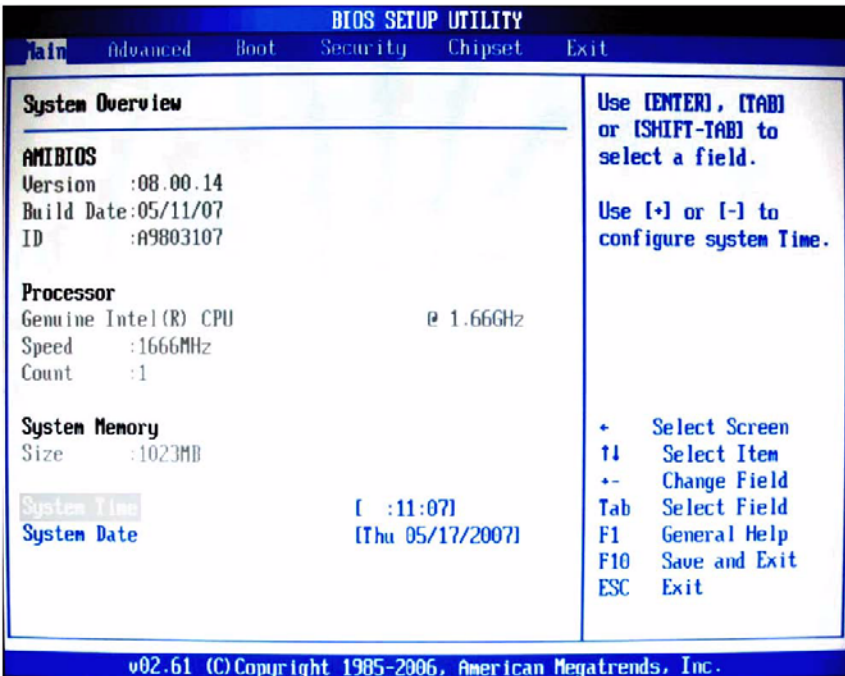 BIOS SETUP UTILITY
Main Advanced Boot Security Chipset Exit
System Overview
AMIBIOS
Version :08.00.14
Build Date:05/11/07
ID :A9803107
Processor
Genuine Intel(R) CPU @ 1.66GHz
Speed :1666MHz
Count :1
System Memory
Size :1023MB
System Time [ :11:07]
System Date [Thu 05/17/2007]
Use [ENTER], [TAB]
or [SHIFT-TAB] to
select a field.
Use [+] or [-] to
configure system Time.
← Select Screen
↑↓ Select Item
+- Change Field
Tab Select Field
F1 General Help
F10 Save and Exit
ESC Exit
v02.61 (C)Copyright 1985-2006, American Megatrends, Inc.